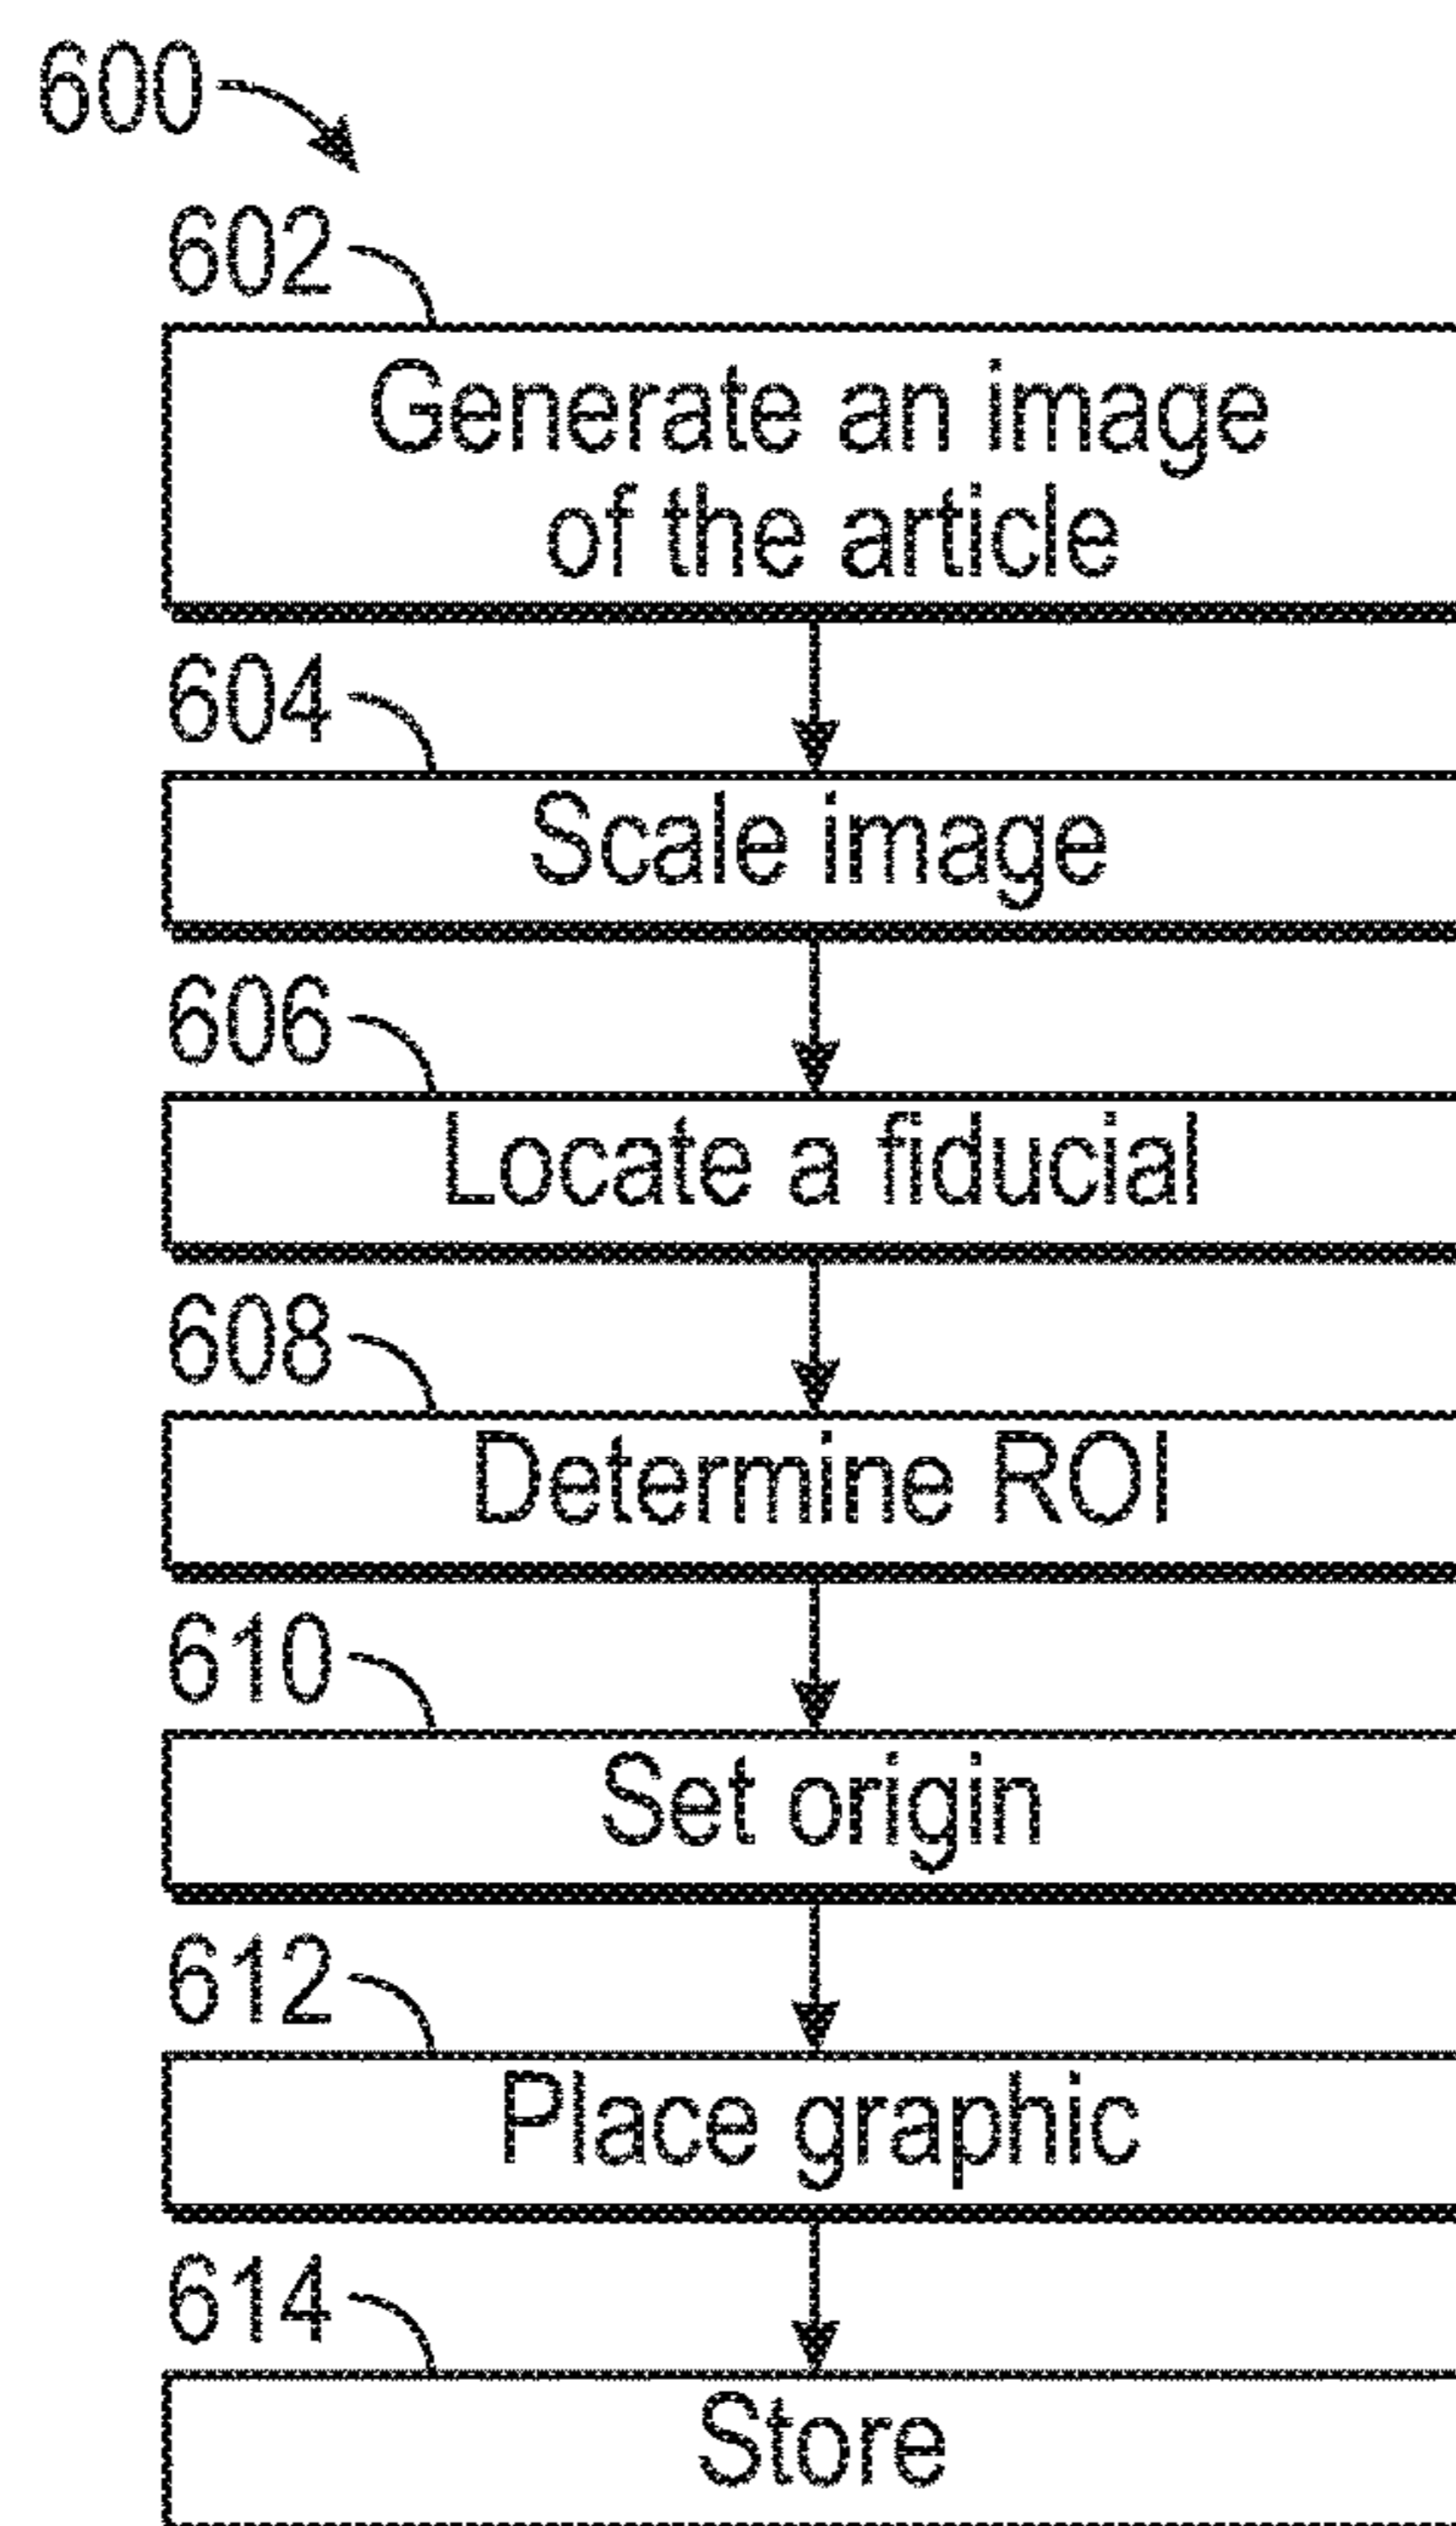 600
602
Generate an image
of the article
604
Scale image
606
Locate a fiducial
608
Determine ROI
610
Set origin
612
Place graphic
614
Store